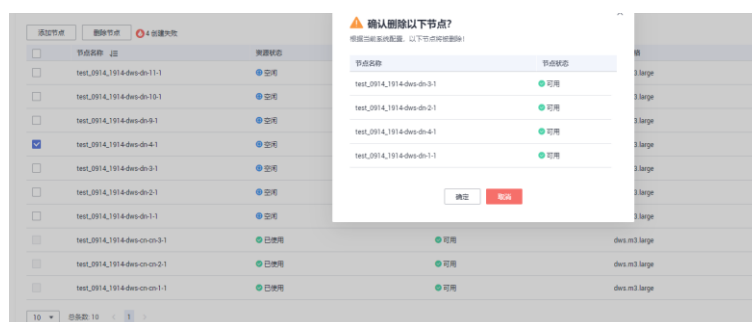 添加节点 删除节点 4 创建失败
节点名称 资源状态
test_0914_1914-dws-dn-11-1 空闲
test_0914_1914-dws-dn-10-1 空闲 3.large
test_0914_1914-dws-dn-9-1 空闲 3.large
test_0914_1914-dws-dn-4-1 空闲 3.large
test_0914_1914-dws-dn-3-1 空闲 3.large
test_0914_1914-dws-dn-2-1 空闲 3.large
test_0914_1914-dws-dn-1-1 空闲 3.large
test_0914_1914-dws-cn-cn-3-1 已使用 可用 dws.m3.large
test_0914_1914-dws-cn-cn-2-1 已使用 可用 dws.m3.large
test_0914_1914-dws-cn-cn-1-1 已使用 可用 dws.m3.large
10 总条数: 10 < 1 >
确认删除以下节点?
根据当前系统配置，以下节点将被删除!
节点名称 节点状态
test_0914_1914-dws-dn-3-1 可用
test_0914_1914-dws-dn-2-1 可用
test_0914_1914-dws-dn-4-1 可用
test_0914_1914-dws-dn-1-1 可用
确定 取消